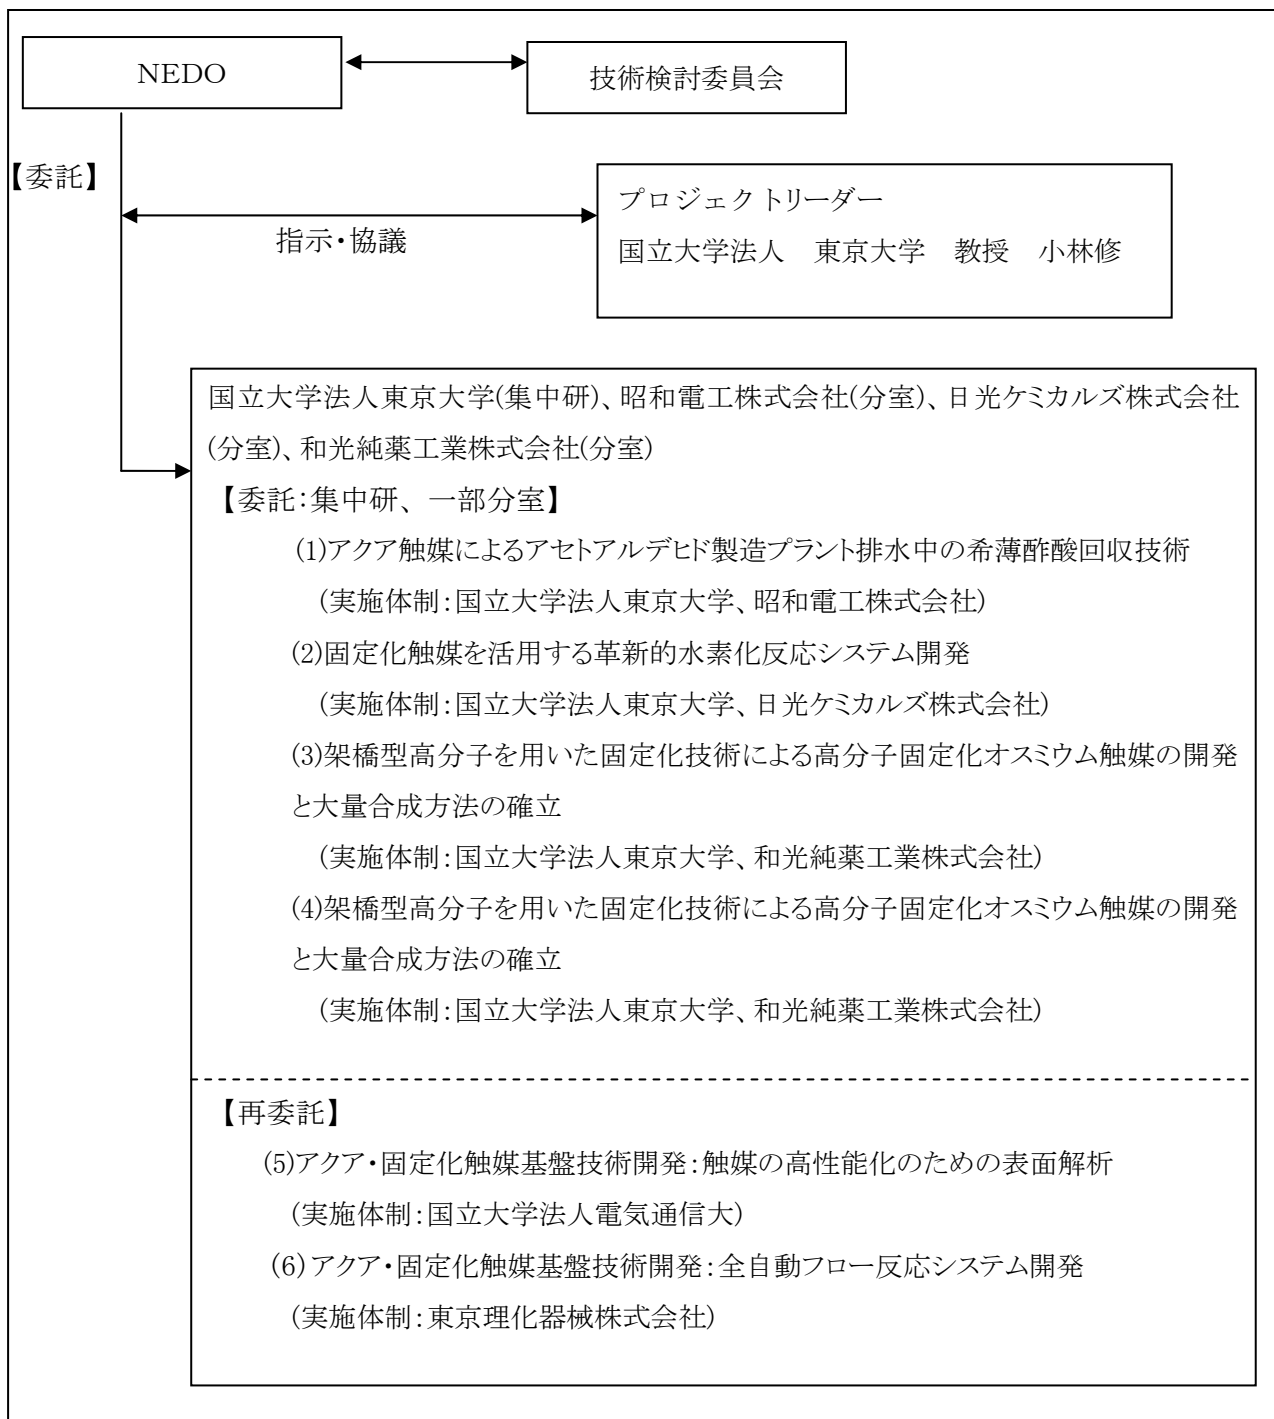 NEDO
技術検討委員会
【委託】
指示・協議
プロジェクトリーダー
国立大学法人　東京大学　教授　小林修
国立大学法人東京大学(集中研)、昭和電工株式会社(分室)、日光ケミカルズ株式会社
(分室)、和光純薬工業株式会社(分室)
【委託:集中研、一部分室】
(1)アクア触媒によるアセトアルデヒド製造プラント排水中の希薄酢酸回収技術
(実施体制:国立大学法人東京大学、昭和電工株式会社)
(2)固定化触媒を活用する革新的水素化反応システム開発
(実施体制:国立大学法人東京大学、日光ケミカルズ株式会社)
(3)架橋型高分子を用いた固定化技術による高分子固定化オスミウム触媒の開発
と大量合成方法の確立
(実施体制:国立大学法人東京大学、和光純薬工業株式会社)
(4)架橋型高分子を用いた固定化技術による高分子固定化オスミウム触媒の開発
と大量合成方法の確立
(実施体制:国立大学法人東京大学、和光純薬工業株式会社)
【再委託】
(5)アクア・固定化触媒基盤技術開発:触媒の高性能化のための表面解析
(実施体制:国立大学法人電気通信大)
(6)アクア・固定化触媒基盤技術開発:全自動フロー反応システム開発
(実施体制:東京理化器械株式会社)